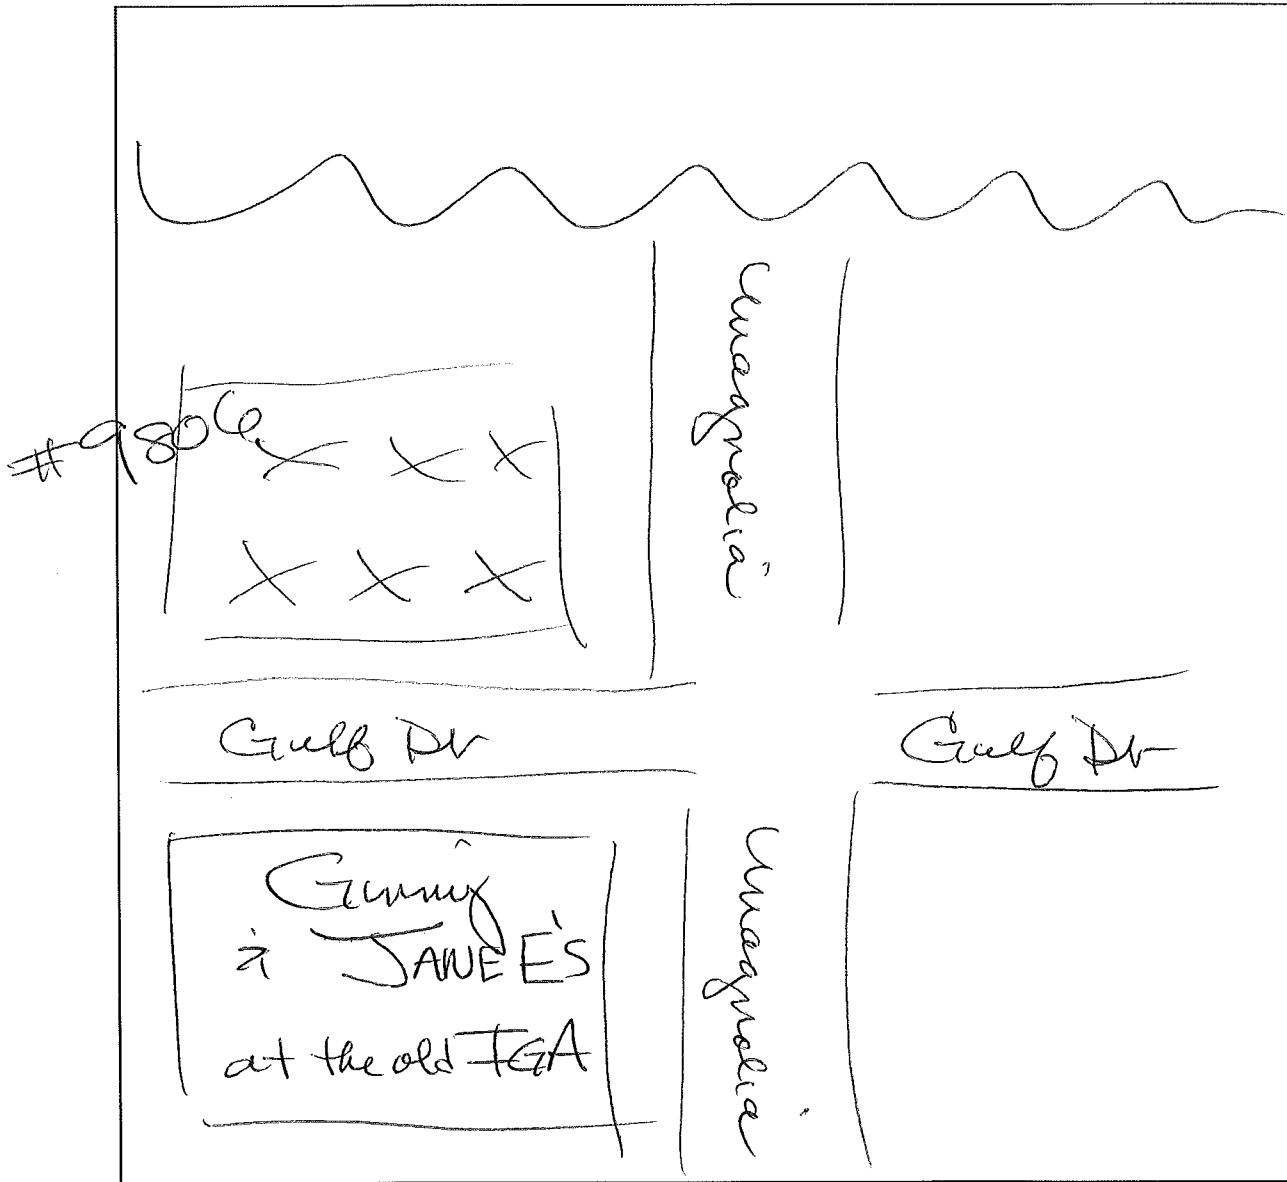 Magnolia
#9806
X X X
X X X
Gulf Dr
Gulf Dr
Ginny
à JANE E'S
at the old IGA
Magnolia